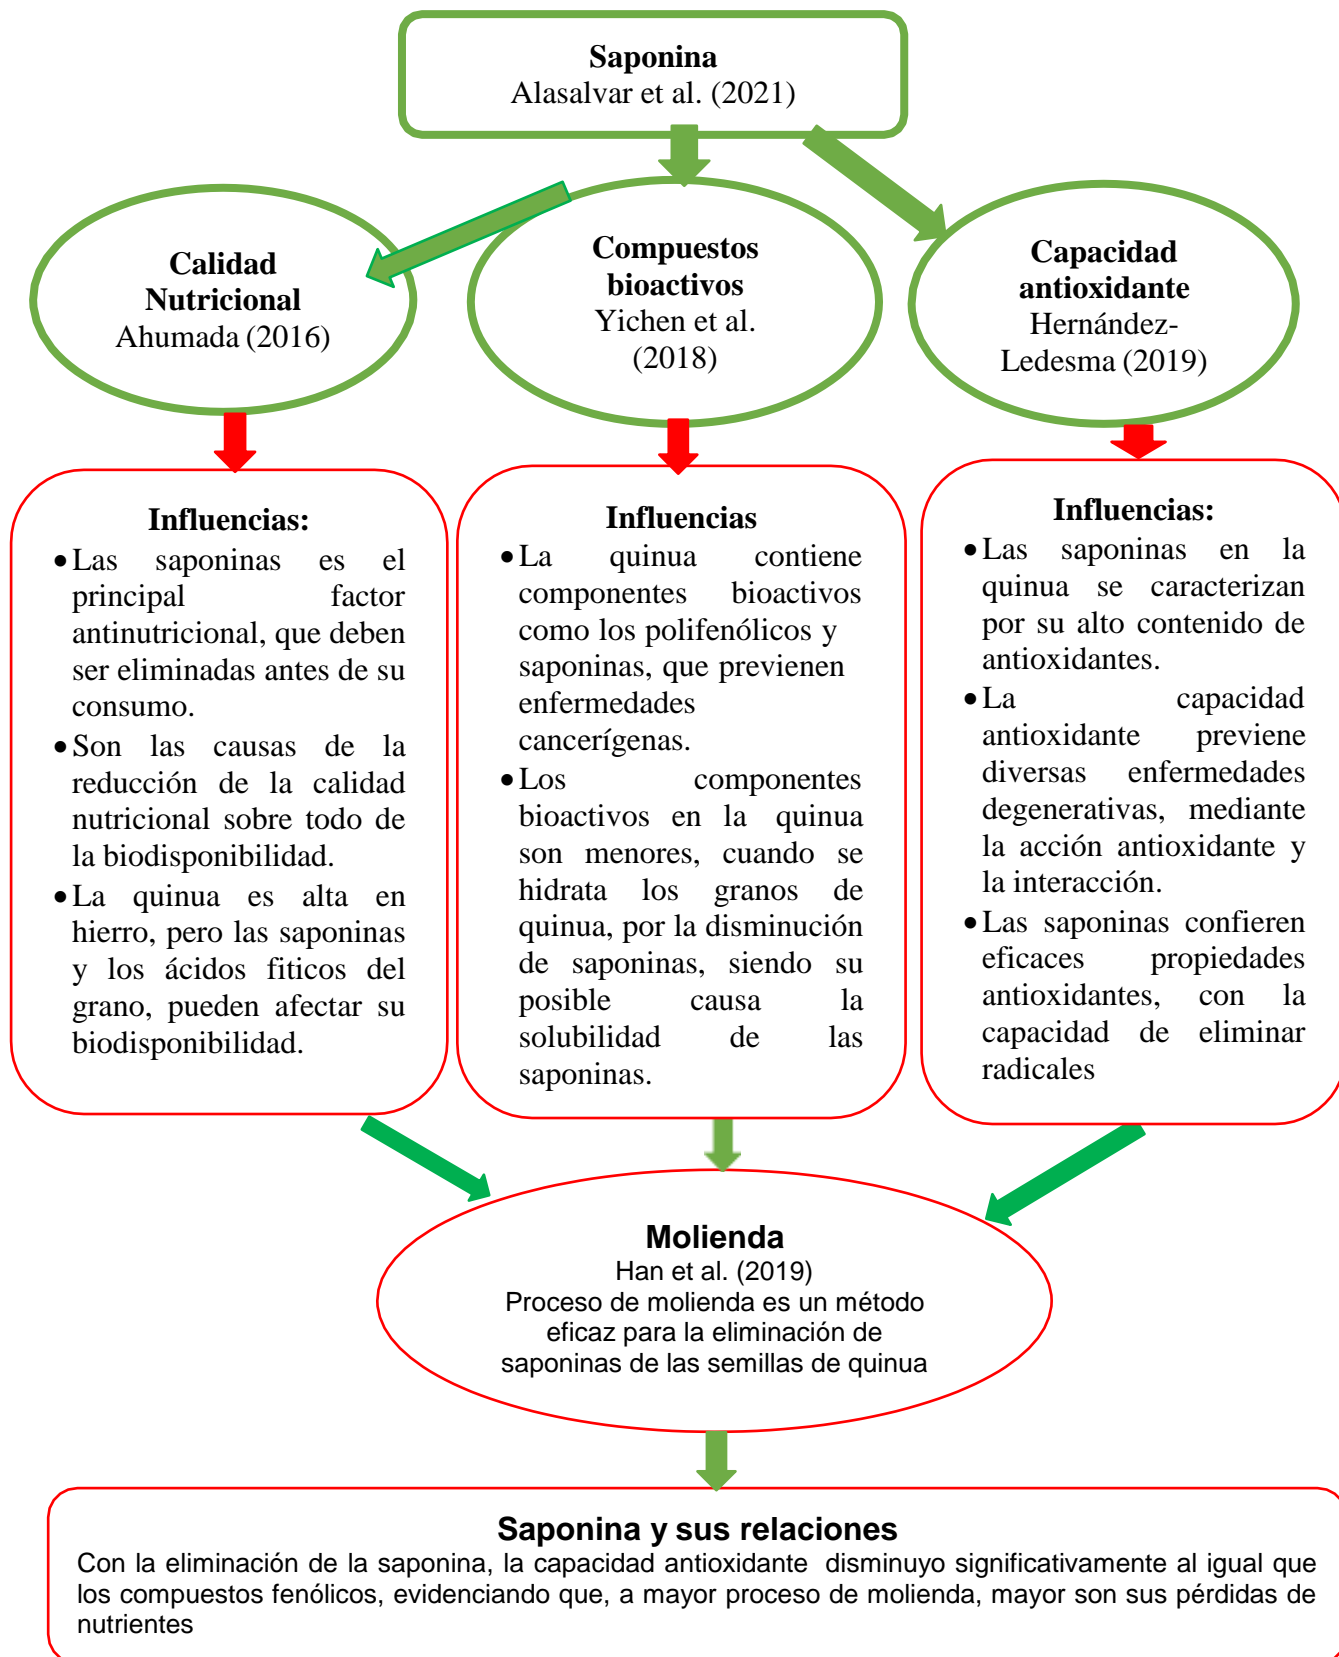 Saponina
Alasalvar et al. (2021)
Calidad
Nutricional
Ahumada (2016)
Compuestos
bioactivos
Yichen et al.
(2018)
Capacidad
antioxidante
Hernández-
Ledesma (2019)
Influencias:
• Las saponinas es el
principal factor
antinutricional, que deben
ser eliminadas antes de su
consumo.
• Son las causas de la
reducción de la calidad
nutricional sobre todo de
la biodisponibilidad.
• La quinua es alta en
hierro, pero las saponinas
y los ácidos fiticos del
grano, pueden afectar su
biodisponibilidad.
Influencias
• La quinua contiene
componentes bioactivos
como los polifenólicos y
saponinas, que previenen
enfermedades
cancerígenas.
• Los componentes
bioactivos en la quinua
son menores, cuando se
hidrata los granos de
quinua, por la disminución
de saponinas, siendo su
posible causa la
solubilidad de las
saponinas.
Influencias:
• Las saponinas en la
quinua se caracterizan
por su alto contenido de
antioxidantes.
• La capacidad
antioxidante previene
diversas enfermedades
degenerativas, mediante
la acción antioxidante y
la interacción.
• Las saponinas confieren
eficaces propiedades
antioxidantes, con la
capacidad de eliminar
radicales
Molienda
Han et al. (2019)
Proceso de molienda es un método
eficaz para la eliminación de
saponinas de las semillas de quinua
Saponina y sus relaciones
Con la eliminación de la saponina, la capacidad antioxidante disminuyo significativamente al igual que
los compuestos fenólicos, evidenciando que, a mayor proceso de molienda, mayor son sus pérdidas de
nutrientes